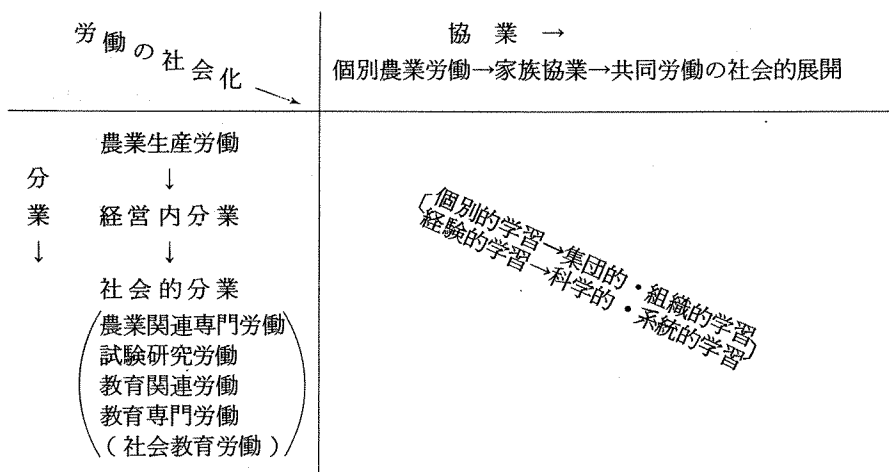 労働の社会化
協業→
個別農業労働→家族協業→共同労働の社会的展開
分業↓
農業生産労働
↓
経営内分業
↓
社会的分業
農業関連専門労働
試験研究労働
教育関連労働
教育専門労働
(社会教育労働)
個別的学習→集団的・組織的学習
経験的学習→科学的・系統的学習